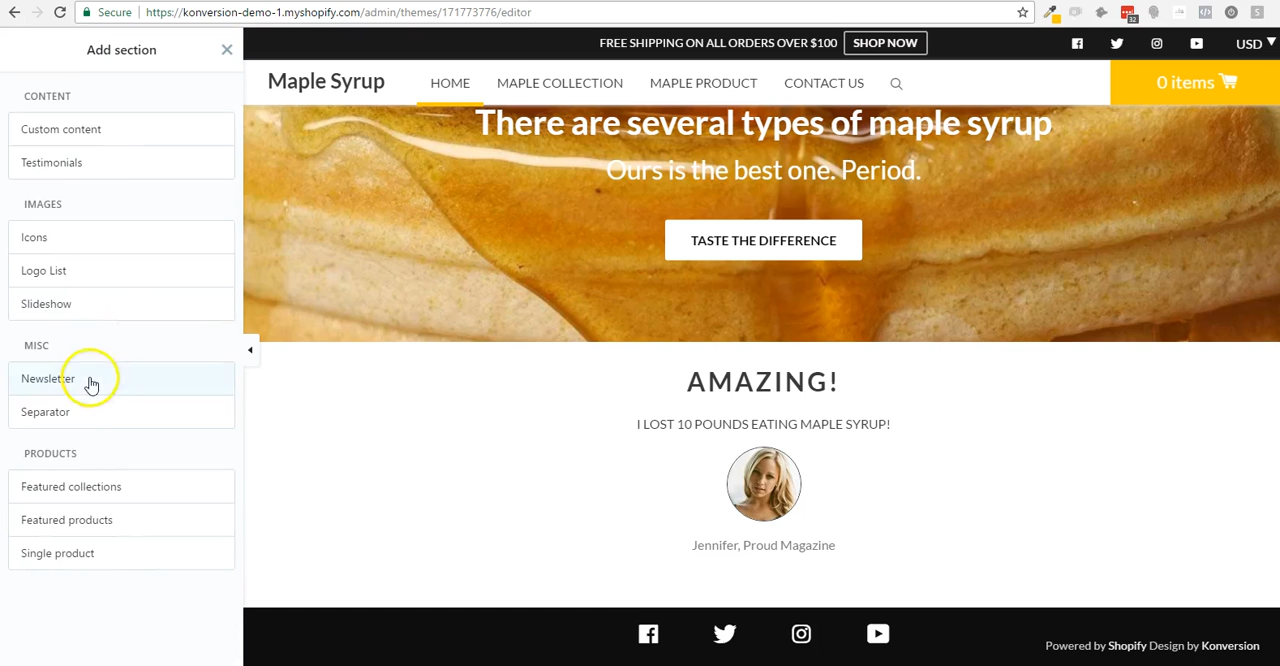 Secure https://konversion-demo-1.myshopify.com/admin/themes/171773776/editor
32
S
Add section
CONTENT
Custom content
Testimonials
IMAGES
Icons
Logo List
Slideshow
MISC
Newsletter
Separator
PRODUCTS
Featured collections
Featured products
Single product
FREE SHIPPING ON ALL ORDERS OVER $100 SHOP NOW
USD
Maple Syrup HOME MAPLE COLLECTION MAPLE PRODUCT CONTACT US
0 items
There are several types of maple syrup
Ours is the best one. Period.
TASTE THE DIFFERENCE
AMAZING!
I LOST 10 POUNDS EATING MAPLE SYRUP!
Jennifer, Proud Magazine
Powered by Shopify Design by Konversion